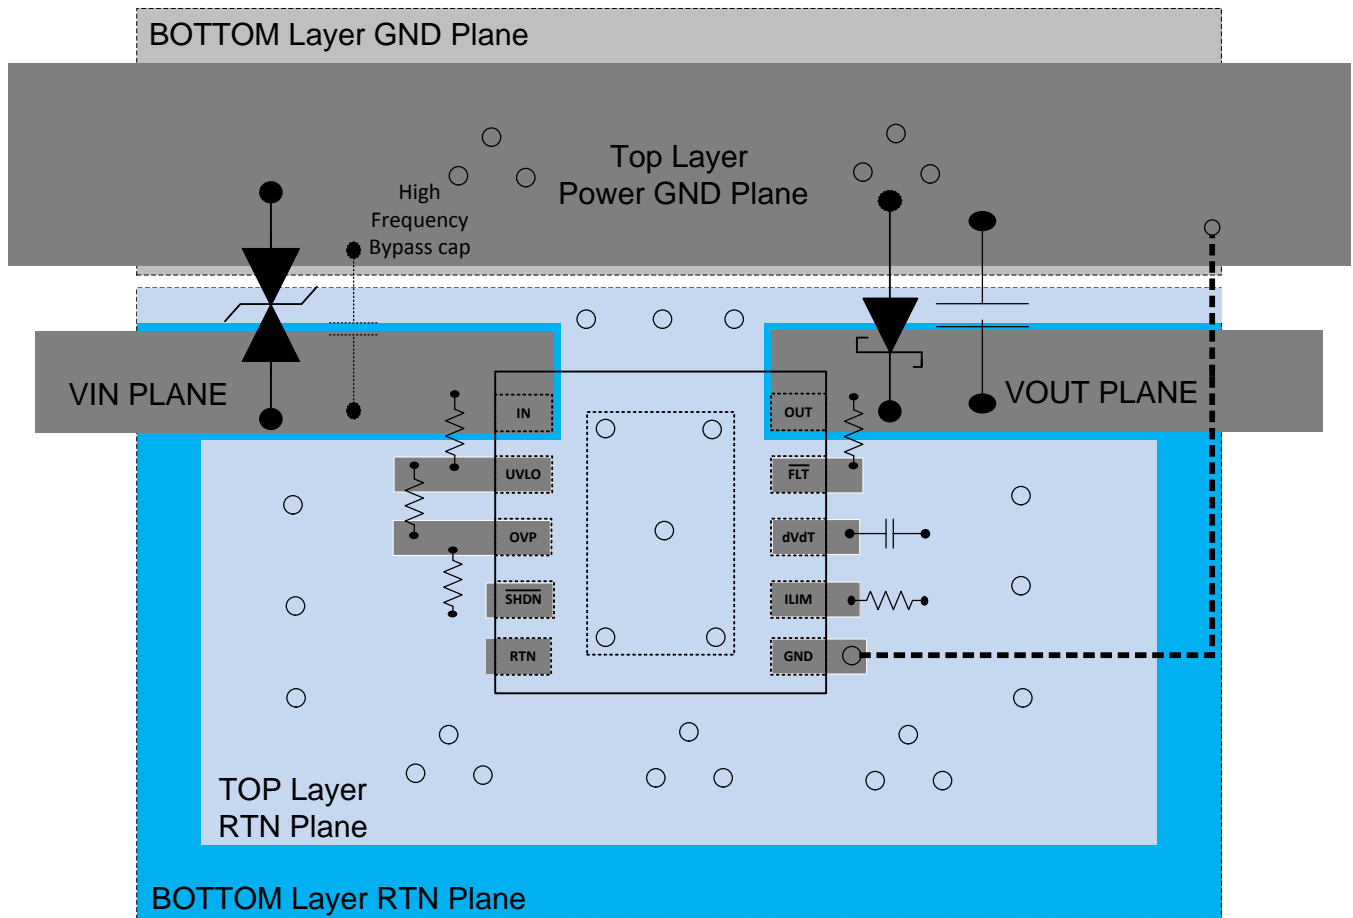 BOTTOM Layer GND Plane
Top Layer
Power GND Plane
High
Frequency
Bypass cap
VIN PLANE
VOUT PLANE
IN
OUT
UVLO
FLT
OVP
dVdT
SHDN
ILIM
RTN
GND
TOP Layer
RTN Plane
BOTTOM Layer RTN Plane